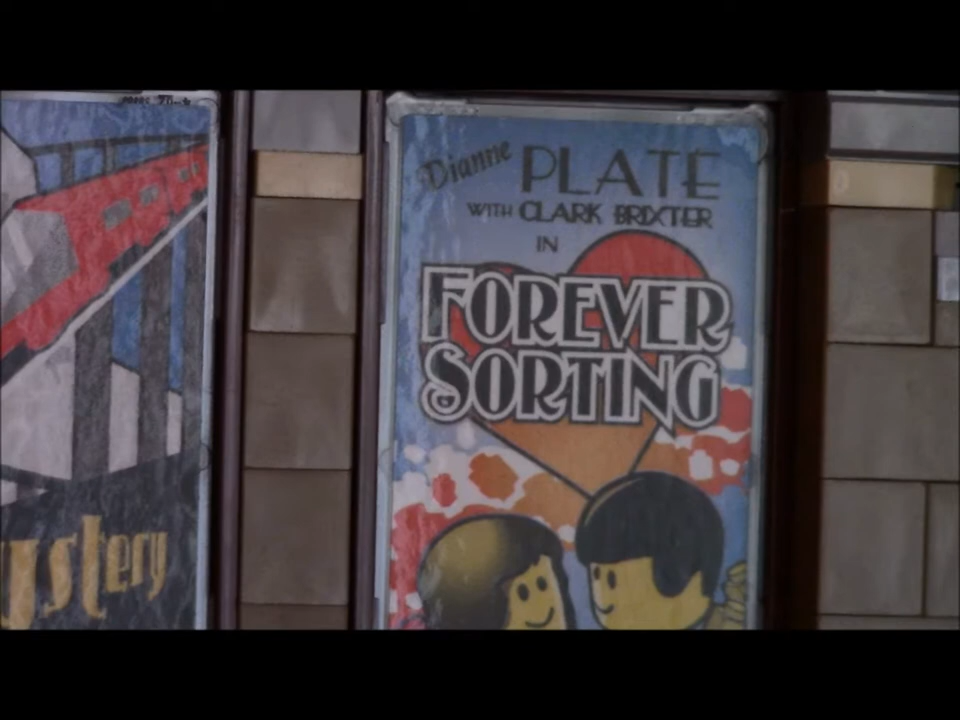 ystery
Dianne PLATE
WITH CLARK BRIXTER
IN
FOREVER
SORTING